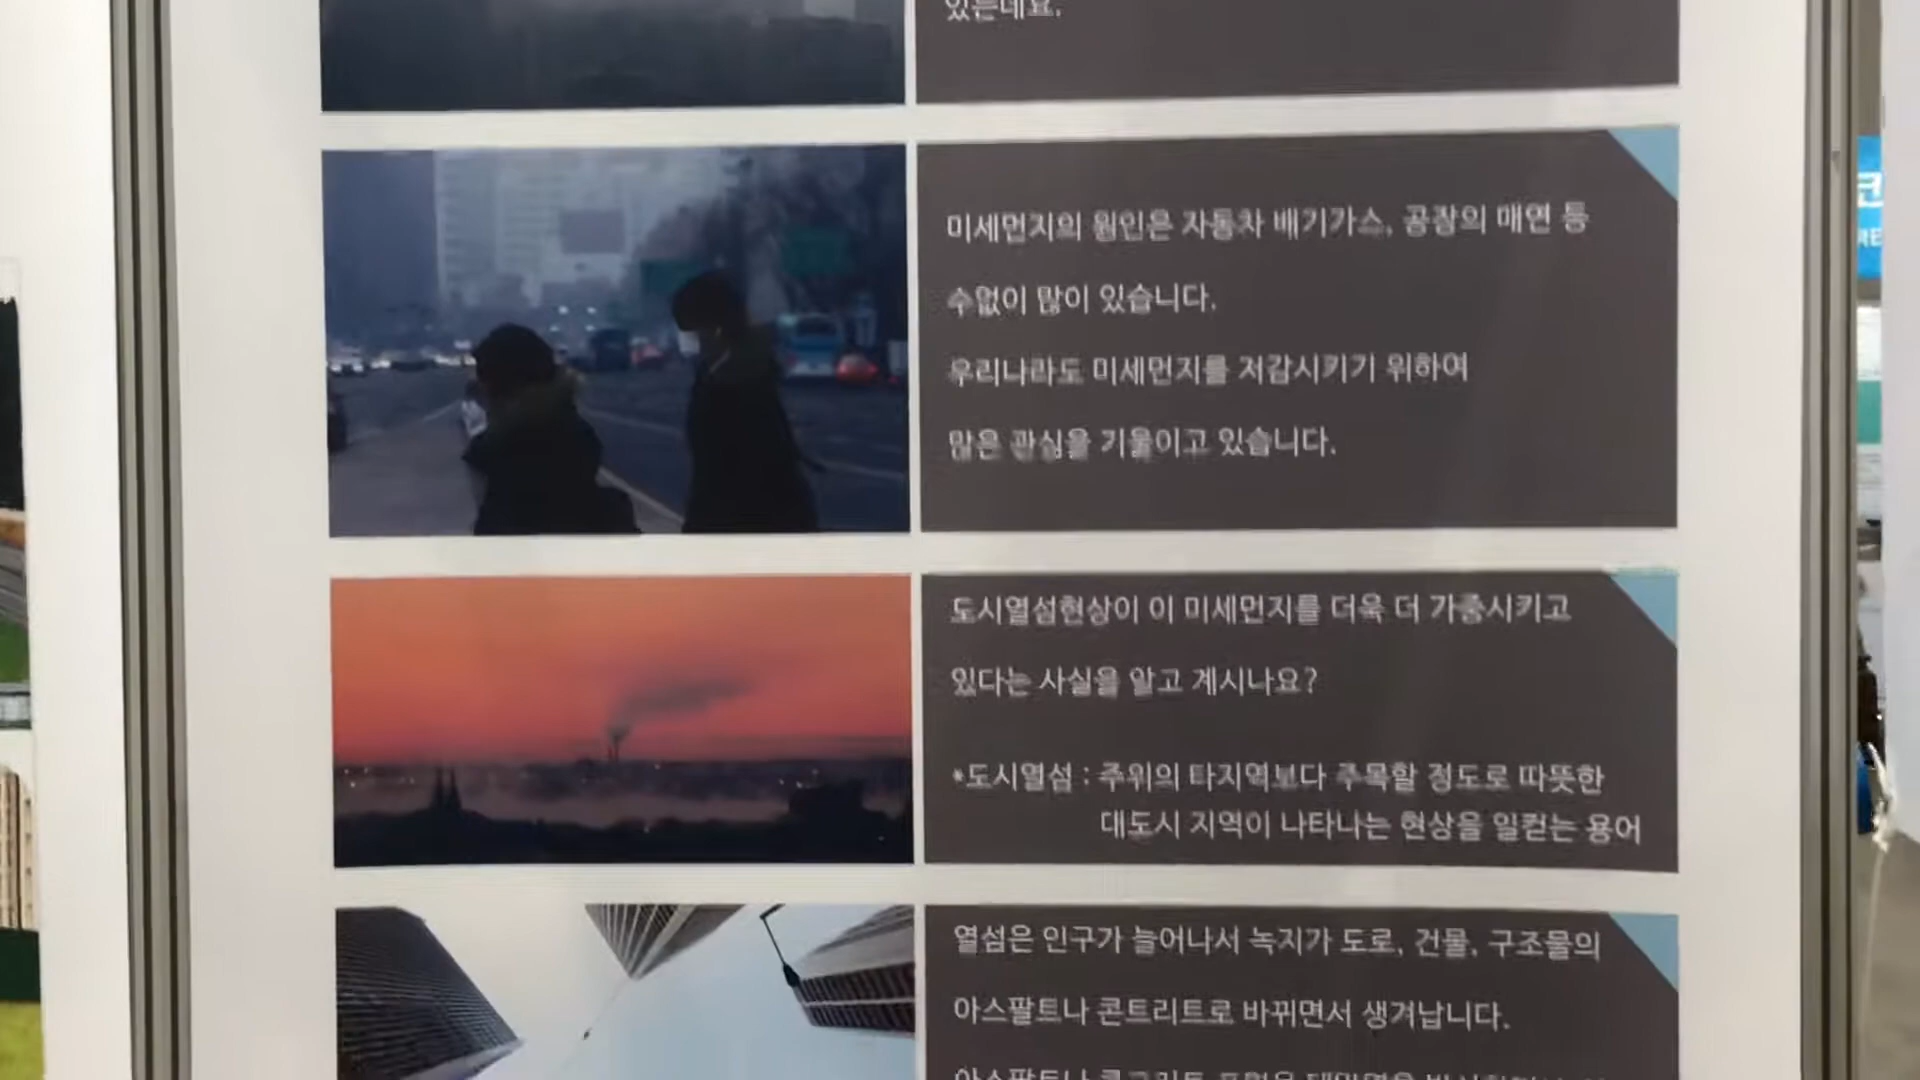 있는데요.
미세먼지의 원인은 자동차 배기가스, 공장의 매연 등
수없이 많이 있습니다.
우리나라도 미세먼지를 저감시키기 위하여
많은 관심을 기울이고 있습니다.
도시열섬현상이 이 미세먼지를 더욱 더 가중시키고
있다는 사실을 알고 계시나요?
*도시열섬 : 주위의 타지역보다 주목할 정도로 따뜻한
대도시 지역이 나타나는 현상을 일컫는 용어
열섬은 인구가 늘어나서 녹지가 도로, 건물, 구조물의
아스팔트나 콘트리트로 바뀌면서 생겨납니다.